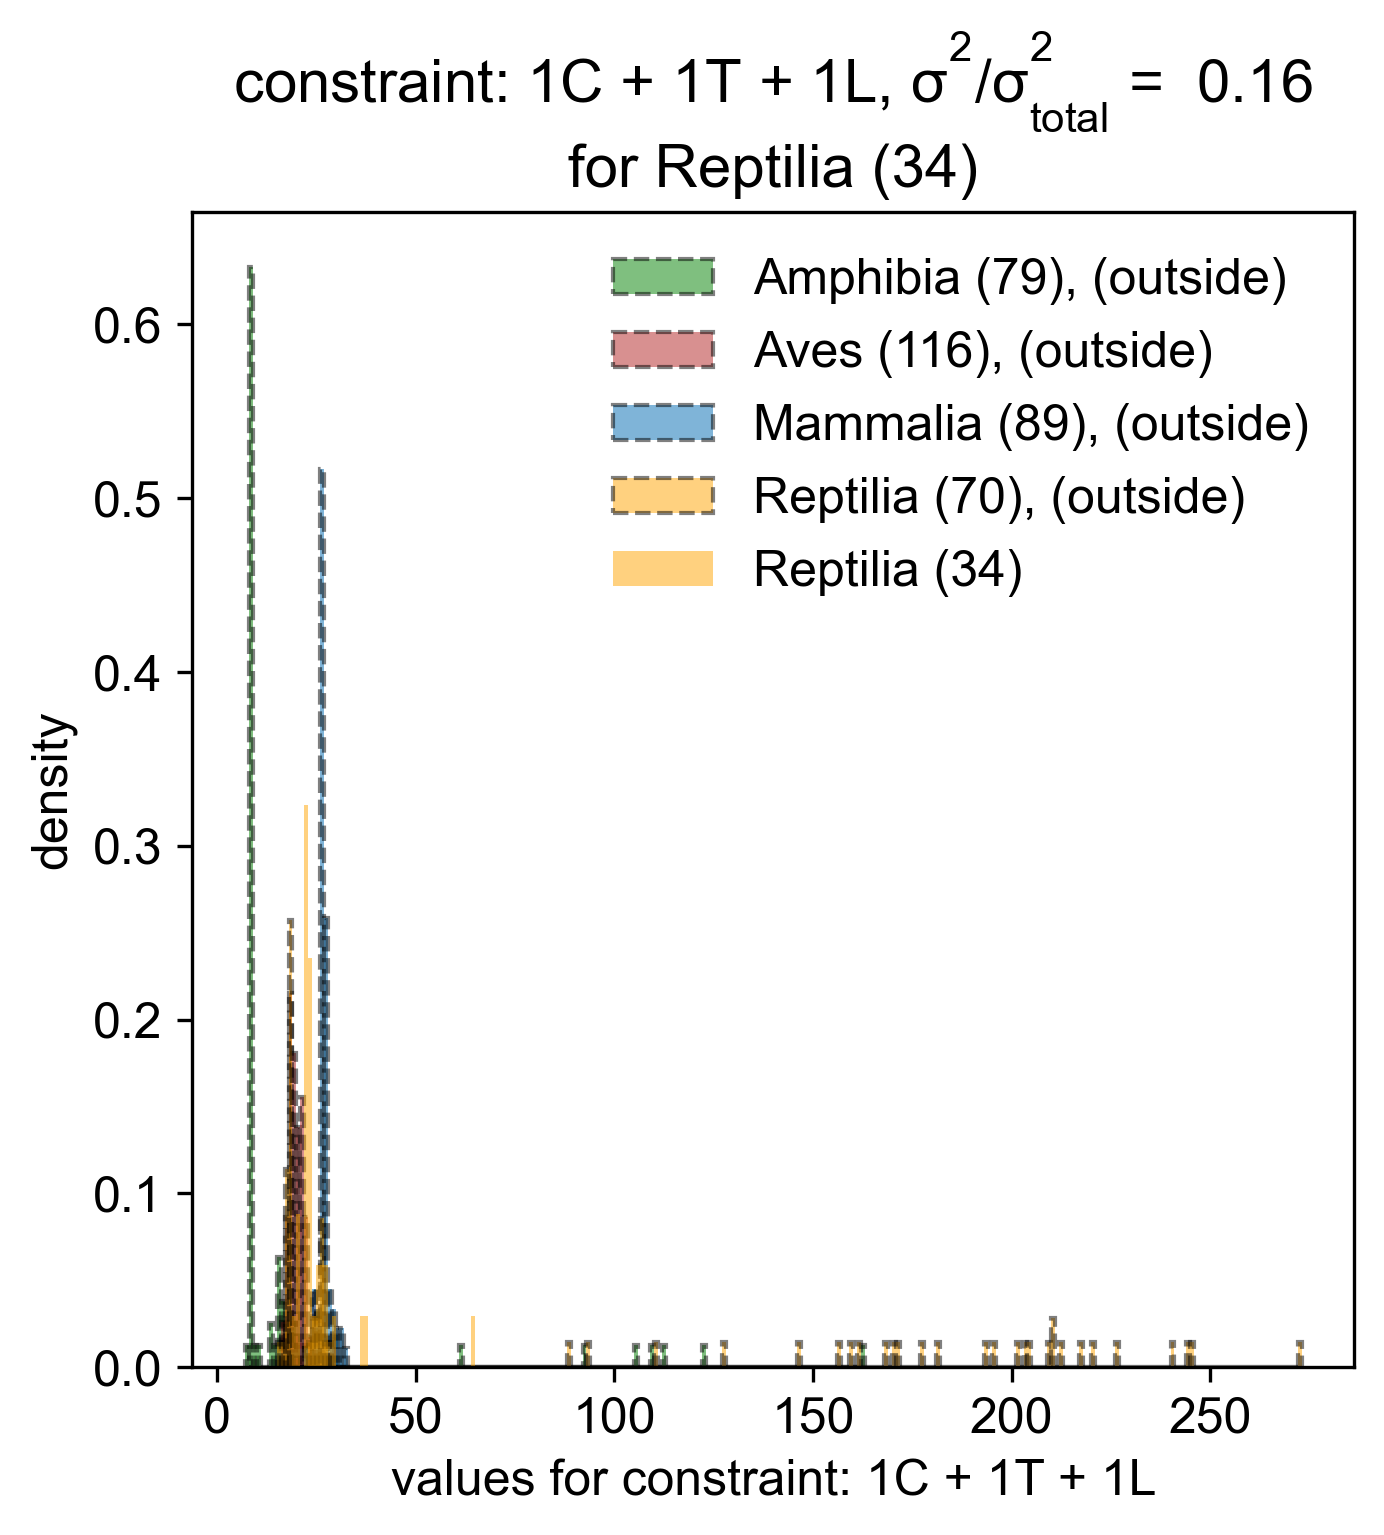 constraint: 1C + 1T + 1L, σ²/σ²total = 0.16
for Reptilia (34)
Amphibia (79), (outside)
Aves (116), (outside)
Mammalia (89), (outside)
Reptilia (70), (outside)
Reptilia (34)
density
0.6
0.5
0.4
0.3
0.2
0.1
0.0
0 50 100 150 200 250
values for constraint: 1C + 1T + 1L